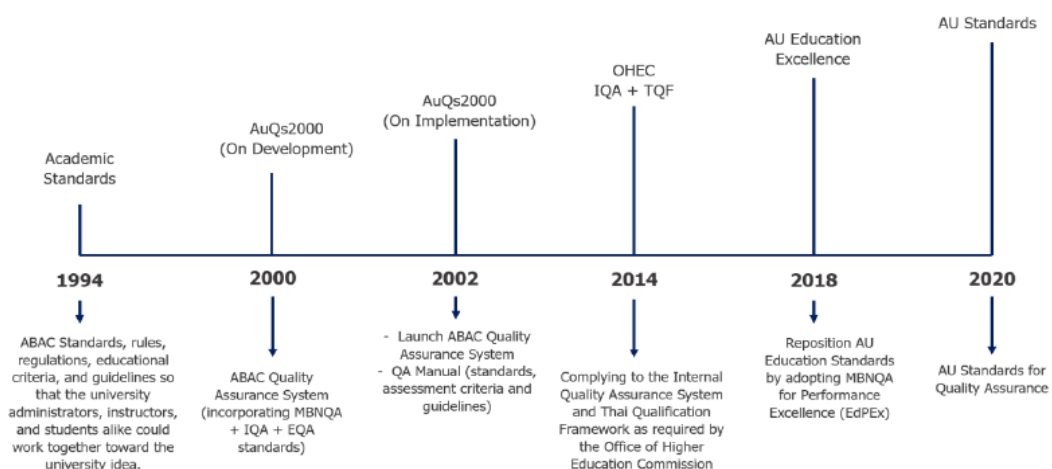 Academic
Standards
AuQs2000
(On Development)
AuQs2000
(On Implementation)
OHEC
IQA + TQF
AU Education
Excellence
AU Standards
1994
2000
2002
2014
2018
2020
ABAC Standards, rules,
regulations, educational
criteria, and guidelines so
that the university
administrators, instructors,
and students alike could
work together toward the
university idea.
ABAC Quality
Assurance System
(incorporating MBNQA
+ IQA + EQA
standards)
- Launch ABAC Quality
Assurance System
- QA Manual (standards,
assessment criteria and
guidelines)
Complying to the Internal
Quality Assurance System
and Thai Qualification
Framework as required by
the Office of Higher
Education Commission
Reposition AU
Education Standards
by adopting MBNQA
for Performance
Excellence (EdPEx)
AU Standards for
Quality Assurance